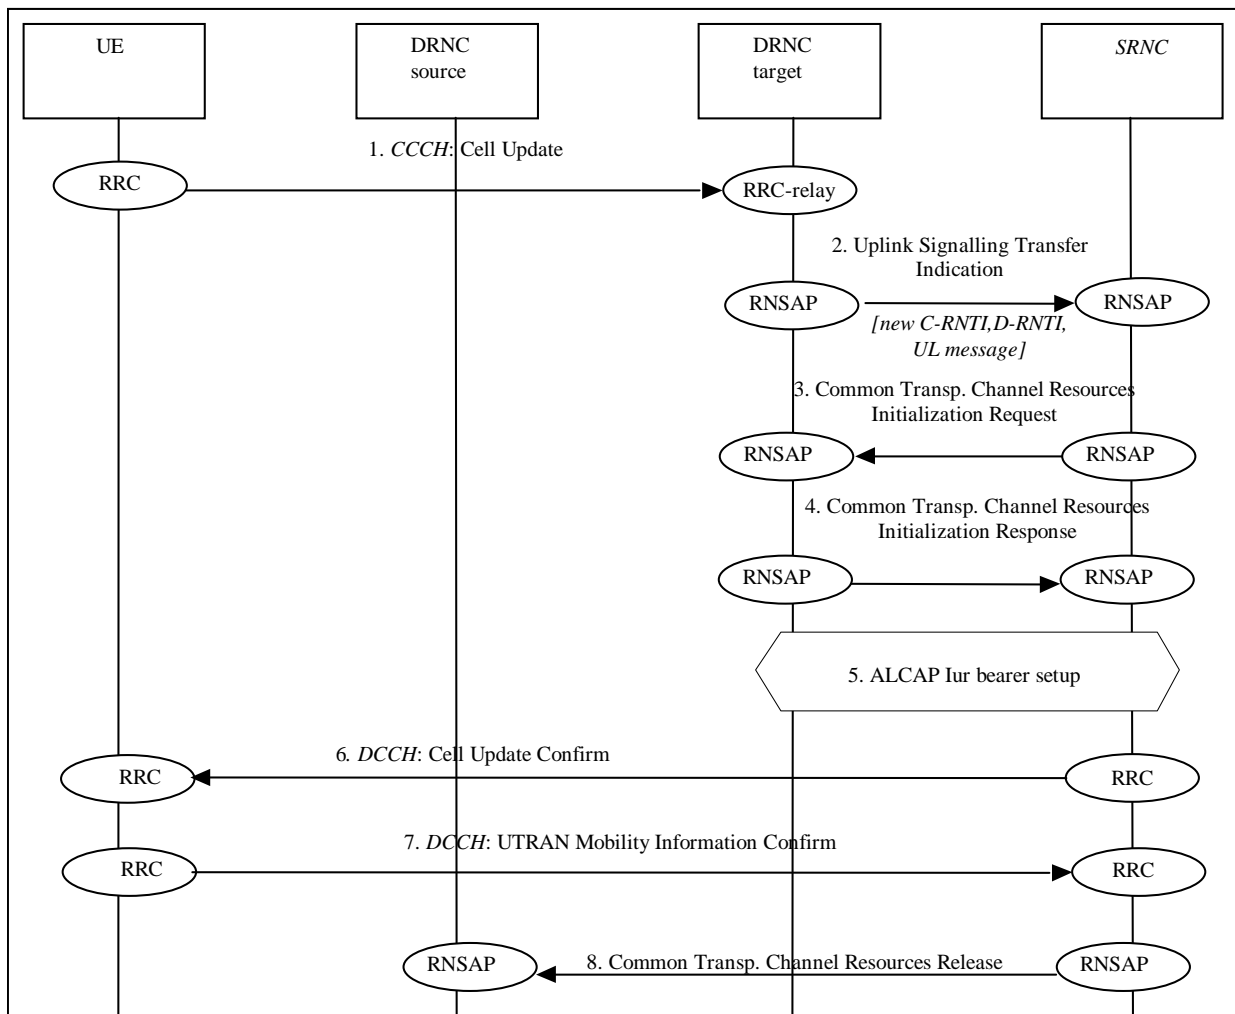 UE
DRNC
source
DRNC
target
SRNC
1. CCCH: Cell Update
RRC
RRC-relay
2. Uplink Signalling Transfer
Indication
RNSAP
RNSAP
[new C-RNTI,D-RNTI,
UL message]
3. Common Transp. Channel Resources
Initialization Request
RNSAP
RNSAP
4. Common Transp. Channel Resources
Initialization Response
RNSAP
RNSAP
5. ALCAP Iur bearer setup
6. DCCH: Cell Update Confirm
RRC
RRC
7. DCCH: UTRAN Mobility Information Confirm
RRC
RRC
RNSAP
8. Common Transp. Channel Resources Release
RNSAP